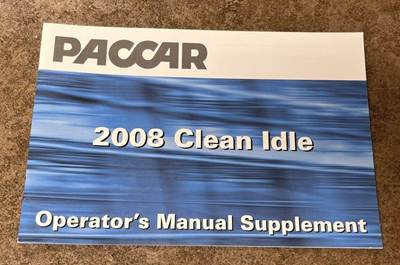 PACCAR
2008 Clean Idle
Operator's Manual Supplement